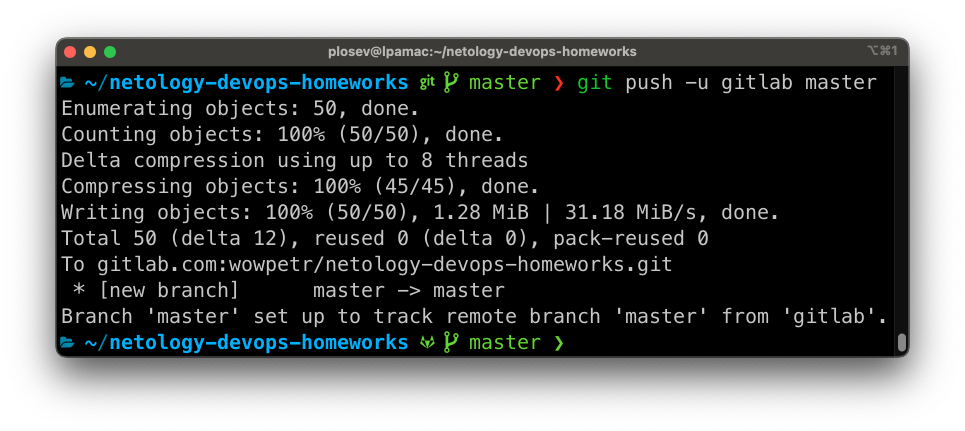 plosev@lpamac:~/netology-devops-homeworks ⌥⌘1
~/netology-devops-homeworks git master ❯ git push -u gitlab master
Enumerating objects: 50, done.
Counting objects: 100% (50/50), done.
Delta compression using up to 8 threads
Compressing objects: 100% (45/45), done.
Writing objects: 100% (50/50), 1.28 MiB | 31.18 MiB/s, done.
Total 50 (delta 12), reused 0 (delta 0), pack-reused 0
To gitlab.com:wowpetr/netology-devops-homeworks.git
 * [new branch]      master -> master
Branch 'master' set up to track remote branch 'master' from 'gitlab'.
~/netology-devops-homeworks master ❯